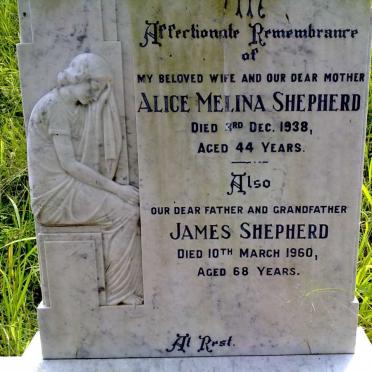 Affectionate Remembrance
of
MY BELOVED WIFE AND OUR DEAR MOTHER
ALICE MELINA SHEPHERD
DIED 3RD DEC. 1938,
AGED 44 YEARS.
Also
OUR DEAR FATHER AND GRANDFATHER
JAMES SHEPHERD
DIED 10TH MARCH 1960,
AGED 68 YEARS.
At Rest.